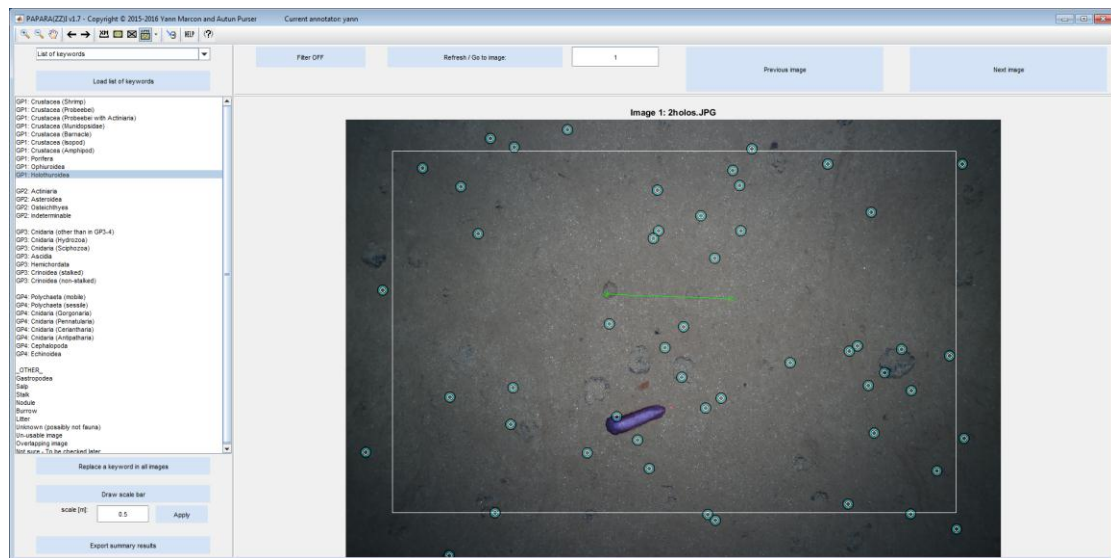 PAPARA(ZZ)I v1.7 - Copyright © 2015-2016 Yann Marcon and Autun Purser Current annotator: yann
XML HELP
List of keywords
Load list of keywords
Filter OFF
Refresh / Go to image:
1
Previous image
Next image
GP1: Crustacea (Shrimp)
GP1: Crustacea (Probeebei)
GP1: Crustacea (Probeebei with Actiniaria)
GP1: Crustacea (Munidopsidae)
GP1: Crustacea (Barnacle)
GP1: Crustacea (Isopod)
GP1: Crustacea (Amphipod)
GP1: Porifera
GP1: Ophiuroidea
GP1: Holothuroidea
GP2: Actiniaria
GP2: Asteroidea
GP2: Osteichthyes
GP2: Indeterminable
GP3: Cnidaria (other than in GP3-4)
GP3: Cnidaria (Hydrozoa)
GP3: Cnidaria (Sciphozoa)
GP3: Ascidia
GP3: Hemichordata
GP3: Crinoidea (stalked)
GP3: Crinoidea (non-stalked)
GP4: Polychaeta (mobile)
GP4: Polychaeta (sessile)
GP4: Cnidaria (Gorgonaria)
GP4: Cnidaria (Pennatularia)
GP4: Cnidaria (Ceriantharia)
GP4: Cnidaria (Antipatharia)
GP4: Cephalopoda
GP4: Echinoidea
_OTHER_
Gastropodea
Salp
Stalk
Nodule
Burrow
Litter
Unknown (possibly not fauna)
Un-usable image
Overlapping image
Not sure - To be checked later
Replace a keyword in all images
Draw scale bar
scale [m]:
0.5
Apply
Export summary results
Image 1: 2holos.JPG